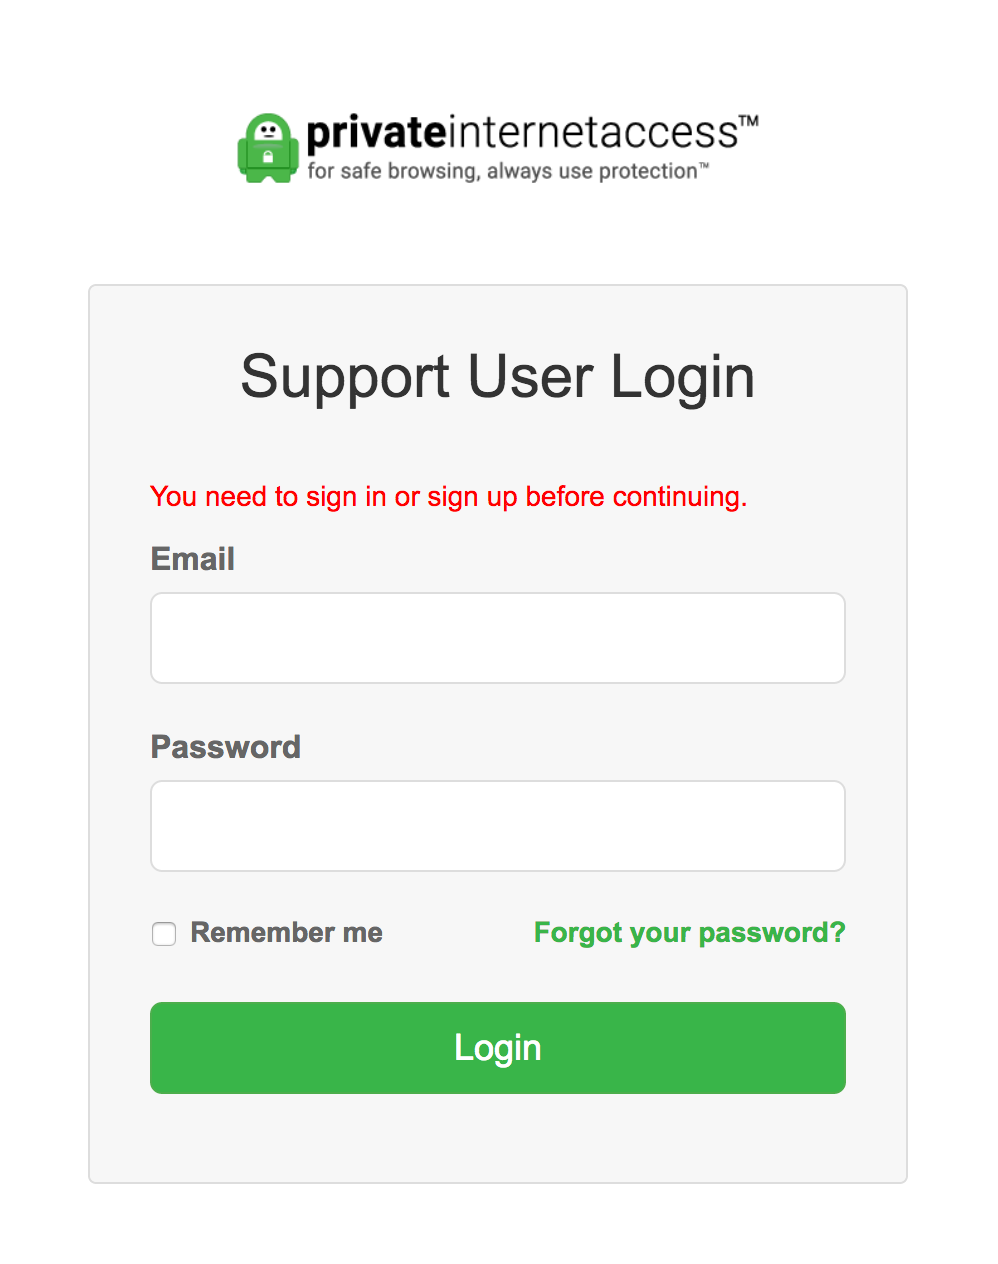 privateinternetaccess™
for safe browsing, always use protection™
Support User Login
You need to sign in or sign up before continuing.
Email
Password
Remember me
Forgot your password?
Login